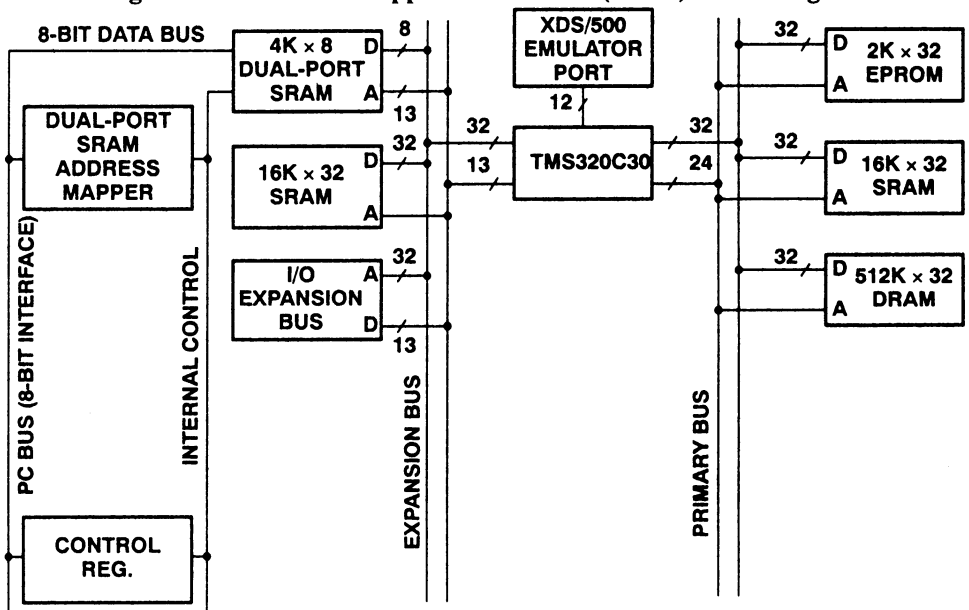 8-BIT DATA BUS
4K × 8
DUAL-PORT
SRAM
D
A
8
13
XDS/500
EMULATOR
PORT
12
32
D
A
2K × 32
EPROM
DUAL-PORT
SRAM
ADDRESS
MAPPER
16K × 32
SRAM
D
A
32
32
13
TMS320C30
32
24
32
D
A
16K × 32
SRAM
I/O
EXPANSION
BUS
A
D
32
13
32
D
A
512K × 32
DRAM
PC BUS (8-BIT INTERFACE)
INTERNAL CONTROL
EXPANSION BUS
PRIMARY BUS
CONTROL
REG.